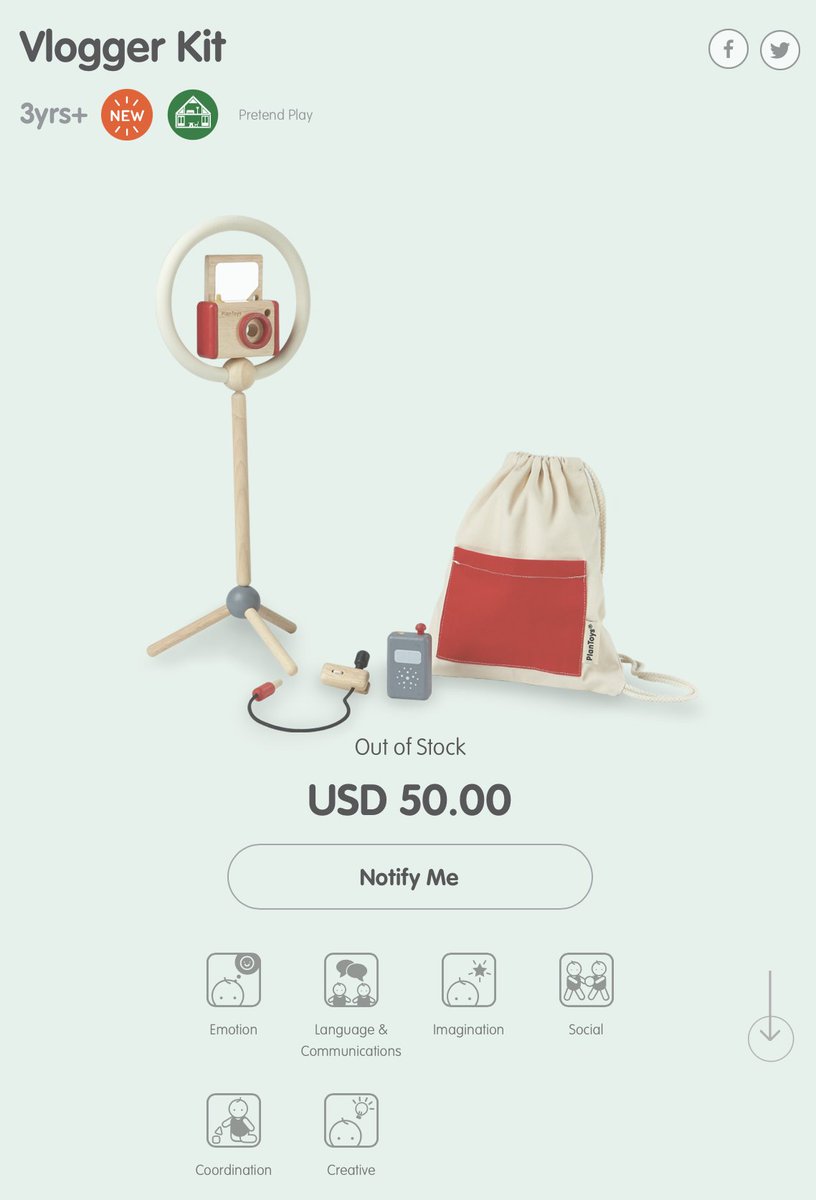 Vlogger Kit
3yrs+
NEW
Pretend Play
PlanToys
PlanToys®
Out of Stock
USD 50.00
Notify Me
Emotion
Language &
Communications
Imagination
Social
Coordination
Creative